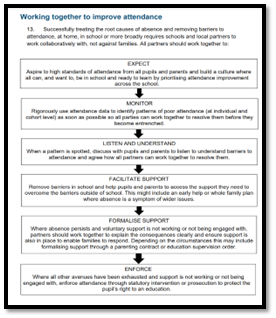 Working together to improve attendance
13. Successfully treating the root causes of absence and removing barriers to
attendance, at home, in school or more broadly requires schools and local partners to
work collaboratively with, not against families. All partners should work together to:
EXPECT
Aspire to high standards of attendance from all pupils and parents and build a culture where all
can, and want to, be in school and ready to learn by prioritising attendance improvement
across the school.
MONITOR
Rigorously use attendance data to identify patterns of poor attendance (at individual and
cohort level) as soon as possible so all parties can work together to resolve them before they
become entrenched.
LISTEN AND UNDERSTAND
When a pattern is spotted, discuss with pupils and parents to listen to understand barriers to
attendance and agree how all partners can work together to resolve them.
FACILITATE SUPPORT
Remove barriers in school and help pupils and parents to access the support they need to
overcome the barriers outside of school. This might include an early help or whole family plan
where absence is a symptom of wider issues.
FORMALISE SUPPORT
Where absence persists and voluntary support is not working or not being engaged with,
partners should work together to explain the consequences clearly and ensure support is
also in place to enable families to respond. Depending on the circumstances this may include
formalising support through a parenting contract or education supervision order.
ENFORCE
Where all other avenues have been exhausted and support is not working or not being
engaged with, enforce attendance through statutory intervention or prosecution to protect the
pupil's right to an education.